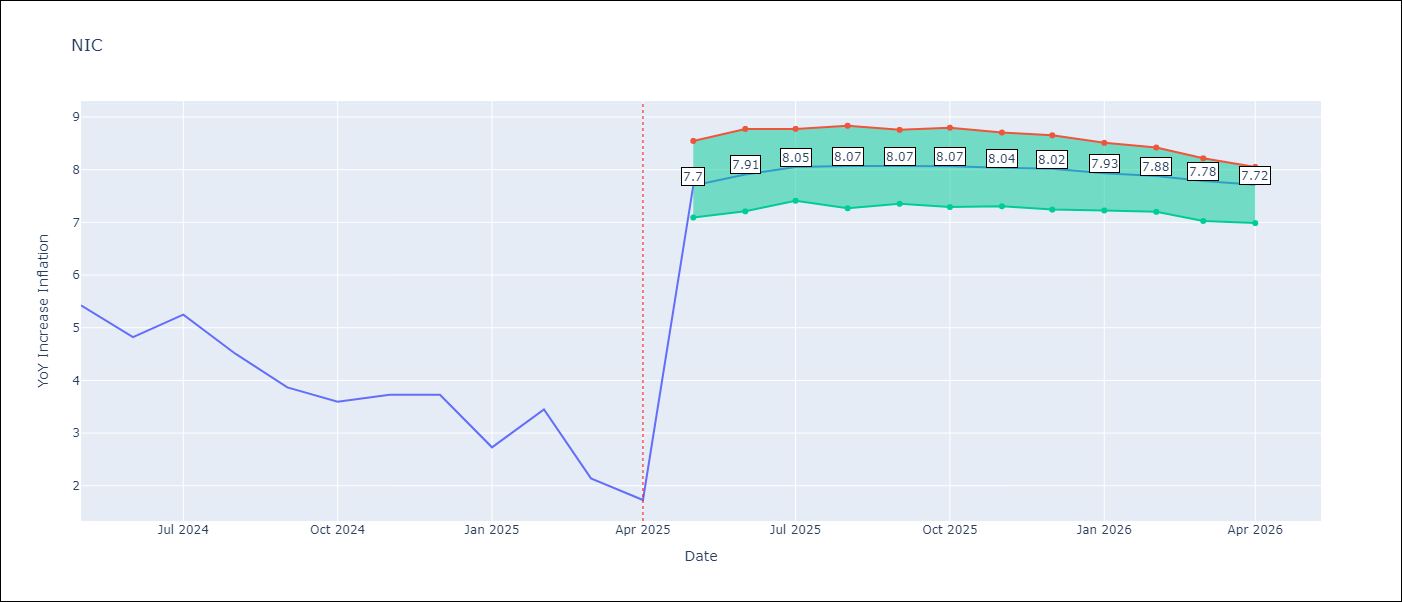 NIC
YoY Increase Inflation
9
8
7
6
5
4
3
2
7.7
7.91
8.05
8.07
8.07
8.07
8.04
8.02
7.93
7.88
7.78
7.72
Jul 2024
Oct 2024
Jan 2025
Apr 2025
Jul 2025
Oct 2025
Jan 2026
Apr 2026
Date